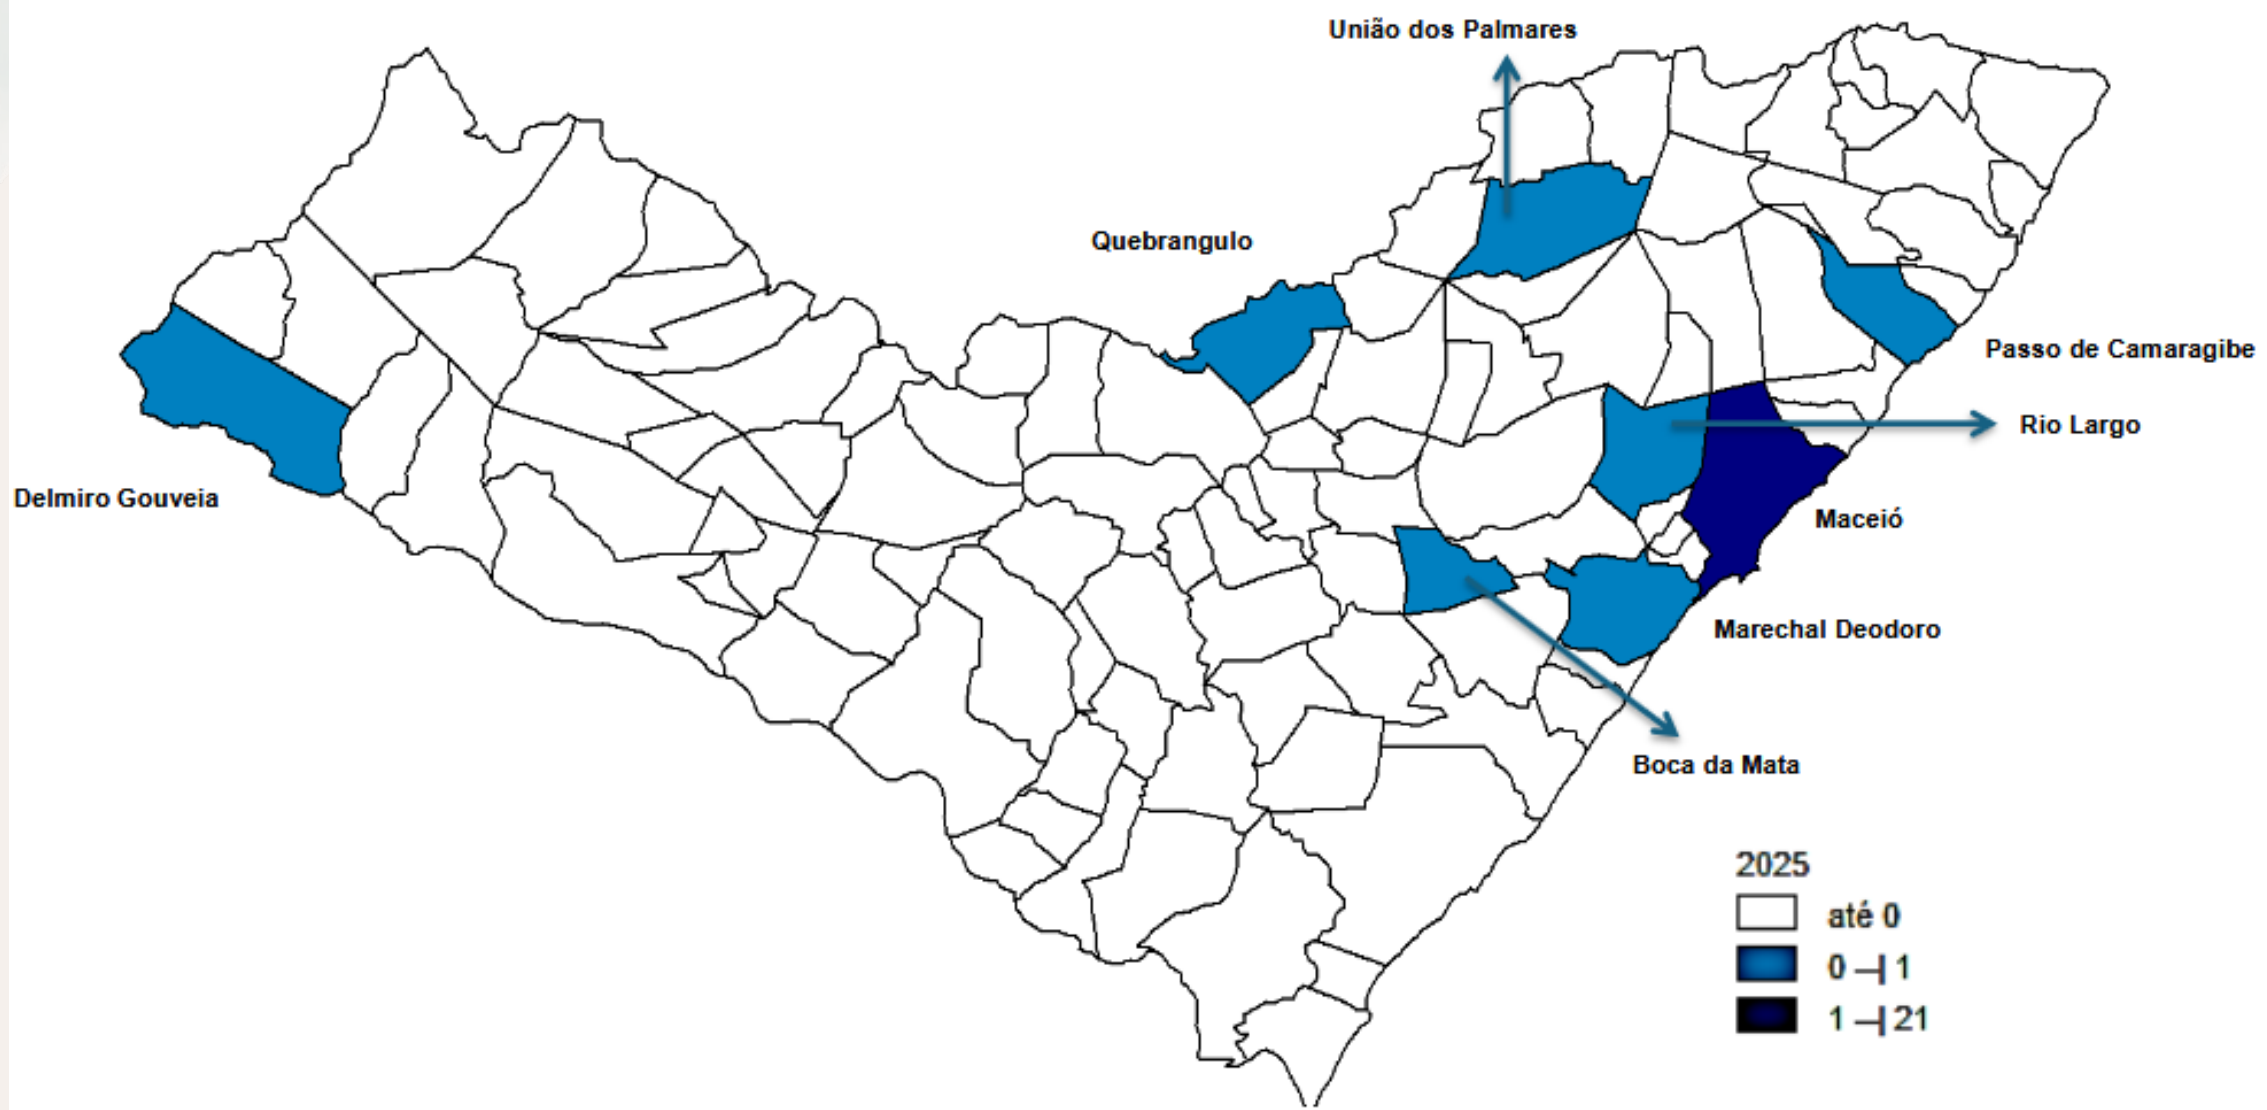 União dos Palmares
Quebrangulo
Passo de Camaragibe
Rio Largo
Delmiro Gouveia
Maceió
Marechal Deodoro
Boca da Mata
2025
até 0
0 ⊣ 1
1 ⊣ 21